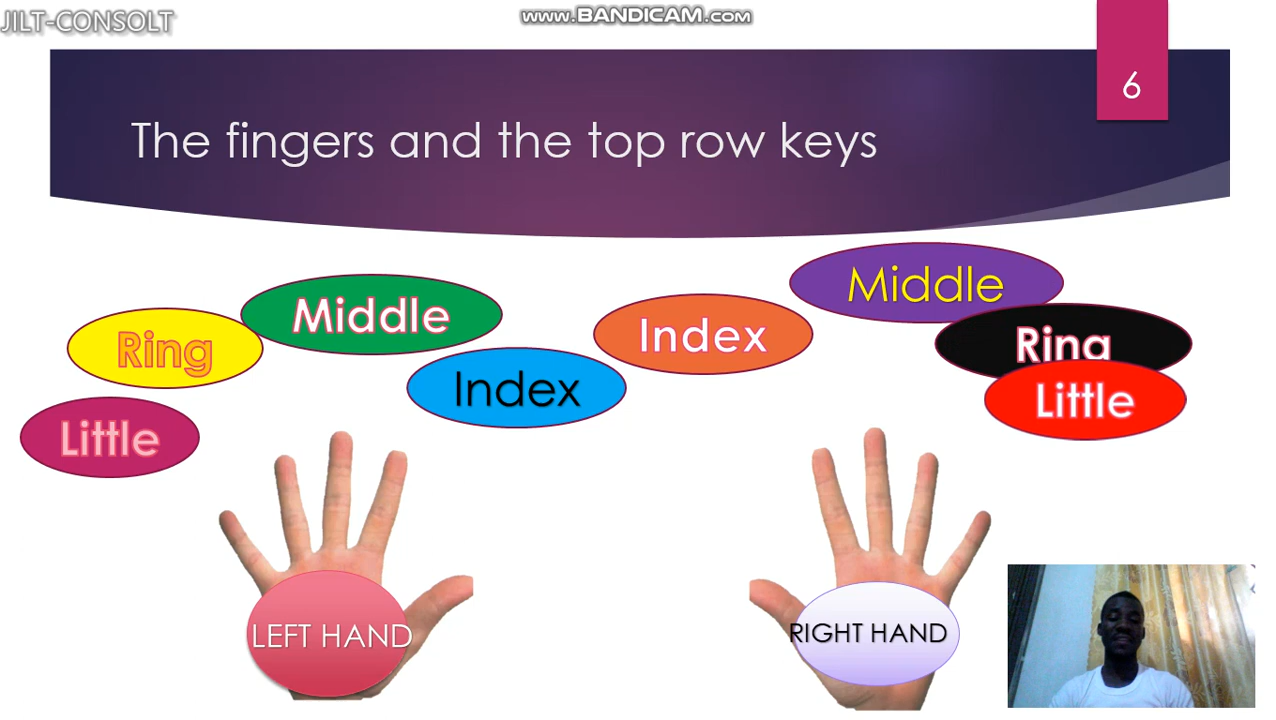 JILT-CONSOLT
www.BANDICAM.com
6
The fingers and the top row keys
Middle
Middle
Ring
Index
Ring
Index
Little
Little
LEFT HAND
RIGHT HAND